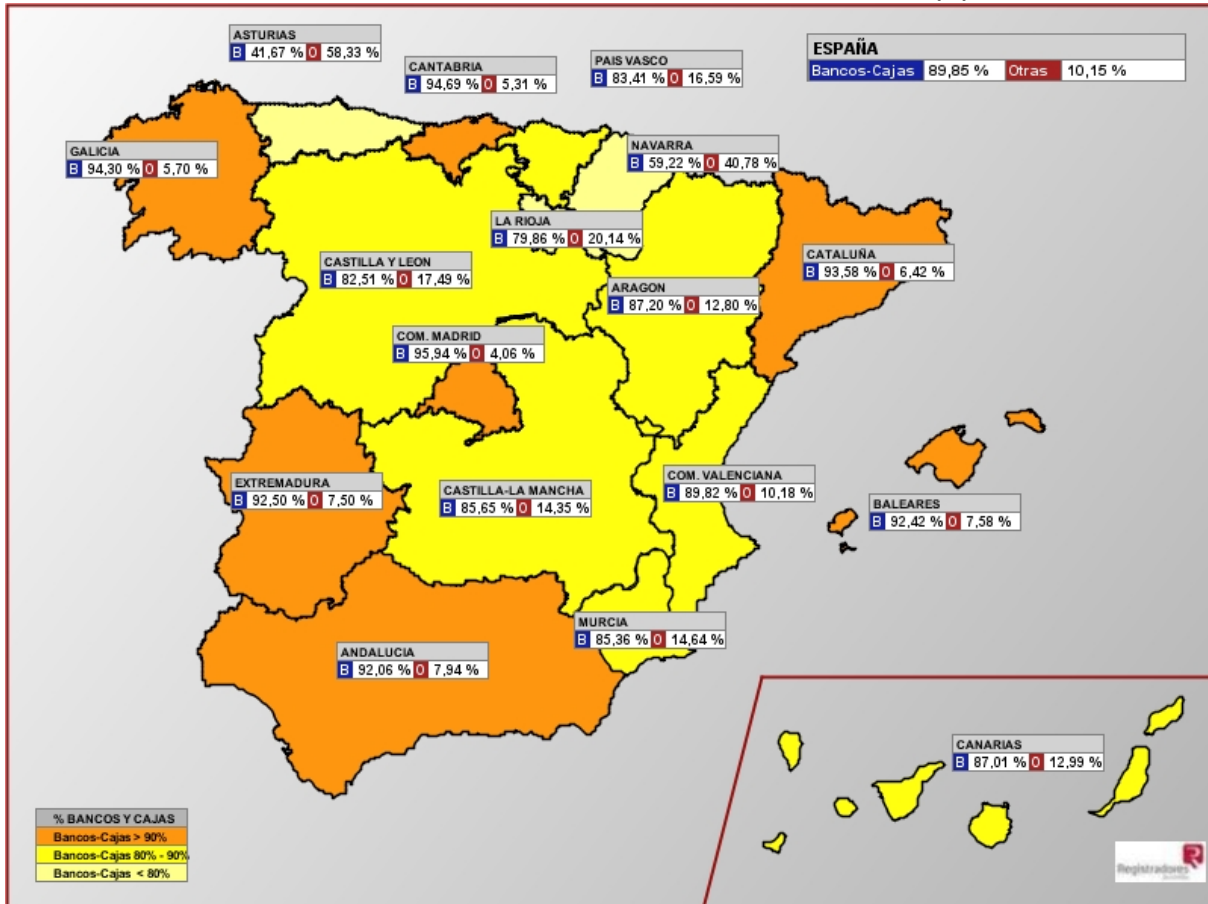 ASTURIAS
B 41,67 % O 58,33 %
CANTABRIA
B 94,69 % O 5,31 %
PAIS VASCO
B 83,41 % O 16,59 %
ESPAÑA
Bancos-Cajas 89,85 % Otras 10,15 %
GALICIA
B 94,30 % O 5,70 %
NAVARRA
B 59,22 % O 40,78 %
LA RIOJA
B 79,86 % O 20,14 %
CATALUÑA
B 93,58 % O 6,42 %
CASTILLA Y LEON
B 82,51 % O 17,49 %
ARAGON
B 87,20 % O 12,80 %
COM. MADRID
B 95,94 % O 4,06 %
EXTREMADURA
B 92,50 % O 7,50 %
CASTILLA-LA MANCHA
B 85,65 % O 14,35 %
COM. VALENCIANA
B 89,82 % O 10,18 %
BALEARES
B 92,42 % O 7,58 %
MURCIA
B 85,36 % O 14,64 %
ANDALUCIA
B 92,06 % O 7,94 %
CANARIAS
B 87,01 % O 12,99 %
% BANCOS Y CAJAS
Bancos-Cajas > 90%
Bancos-Cajas 80% - 90%
Bancos-Cajas < 80%
Registradores